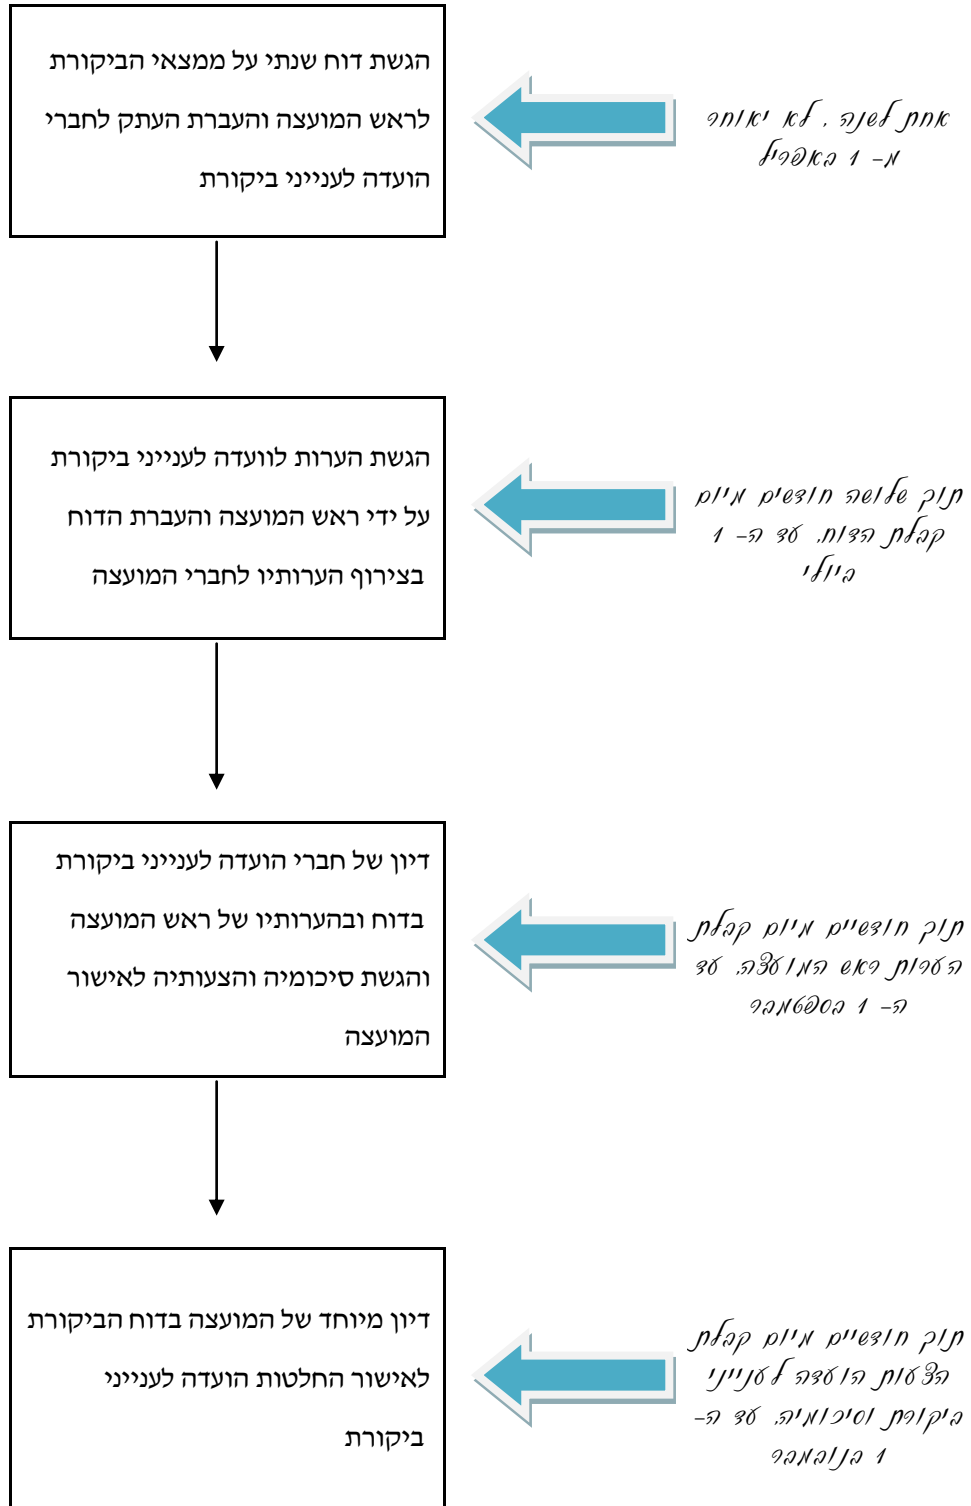 הגשת דוח שנתי על ממצאי הביקורת
לראש המועצה והעברת העתק לחברי
הועדה לענייני ביקורת
אחת לשנה, לא יאוחר
מ- 1 באפריל
הגשת הערות לוועדה לענייני ביקורת
על ידי ראש המועצה והעברת הדוח
בצירוף הערותיו לחברי המועצה
תוך שלושה חודשים מיום
קבלת הדוח, עד ה- 1
ביולי
דיון של חברי הועדה לענייני ביקורת
בדוח ובהערותיו של ראש המועצה
והגשת סיכומיה והצעותיה לאישור
המועצה
תוך חודשיים מיום קבלת
הערות ראש המועצה, עד
ה- 1 בספטמבר
דיון מיוחד של המועצה בדוח הביקורת
לאישור החלטות הועדה לענייני
ביקורת
תוך חודשיים מיום קבלת
הצעות הועדה לענייני
ביקורת וסיכומיה, עד ה-
1 בנובמבר